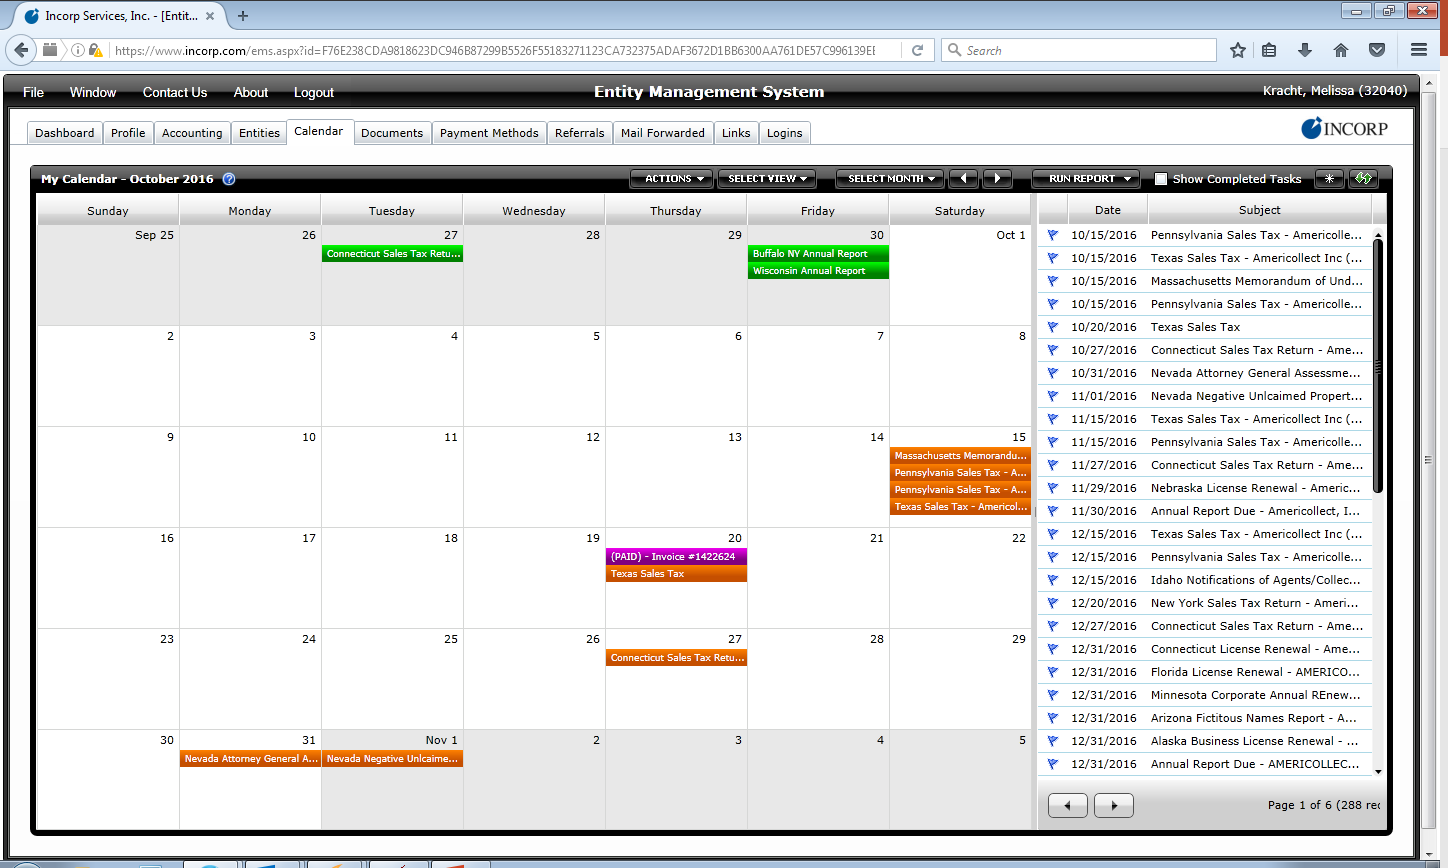 Incorp Services, Inc. - [Entit...
https://www.incorp.com/ems.aspx?id=F76E238CDA9818623DC946B87299B5526F55183271123CA732375ADAF3672D1BB6300AA761DE57C996139EE
Search
File Window Contact Us About Logout
Entity Management System
Kracht, Melissa (32040)
Dashboard Profile Accounting Entities Calendar Documents Payment Methods Referrals Mail Forwarded Links Logins
INCORP
My Calendar - October 2016
ACTIONS SELECT VIEW SELECT MONTH RUN REPORT Show Completed Tasks
Sunday Monday Tuesday Wednesday Thursday Friday Saturday
Sep 25 26 27 28 29 30 Oct 1
Connecticut Sales Tax Retu...
Buffalo NY Annual Report
Wisconsin Annual Report
2 3 4 5 6 7 8
9 10 11 12 13 14 15
Massachusetts Memorandu...
Pennsylvania Sales Tax - A...
Pennsylvania Sales Tax - A...
Texas Sales Tax - Americol...
16 17 18 19 20 21 22
(PAID) - Invoice #1422624
Texas Sales Tax
23 24 25 26 27 28 29
Connecticut Sales Tax Retu...
30 31 Nov 1 2 3 4 5
Nevada Attorney General A...
Nevada Negative Unlcaime...
Date Subject
10/15/2016 Pennsylvania Sales Tax - Americolle...
10/15/2016 Texas Sales Tax - Americollect Inc (...
10/15/2016 Massachusetts Memorandum of Und...
10/15/2016 Pennsylvania Sales Tax - Americolle...
10/20/2016 Texas Sales Tax
10/27/2016 Connecticut Sales Tax Return - Ame...
10/31/2016 Nevada Attorney General Assessme...
11/01/2016 Nevada Negative Unlcaimed Propert...
11/15/2016 Texas Sales Tax - Americollect Inc (...
11/15/2016 Pennsylvania Sales Tax - Americolle...
11/27/2016 Connecticut Sales Tax Return - Ame...
11/29/2016 Nebraska License Renewal - Americ...
11/30/2016 Annual Report Due - Americollect, I...
12/15/2016 Texas Sales Tax - Americollect Inc (...
12/15/2016 Pennsylvania Sales Tax - Americolle...
12/15/2016 Idaho Notifications of Agents/Collec...
12/20/2016 New York Sales Tax Return - Ameri...
12/27/2016 Connecticut Sales Tax Return - Ame...
12/31/2016 Connecticut License Renewal - Ame...
12/31/2016 Florida License Renewal - AMERICO...
12/31/2016 Minnesota Corporate Annual REnew...
12/31/2016 Arizona Fictitous Names Report - A...
12/31/2016 Alaska Business License Renewal - ...
12/31/2016 Annual Report Due - AMERICOLLEC...
Page 1 of 6 (288 rec